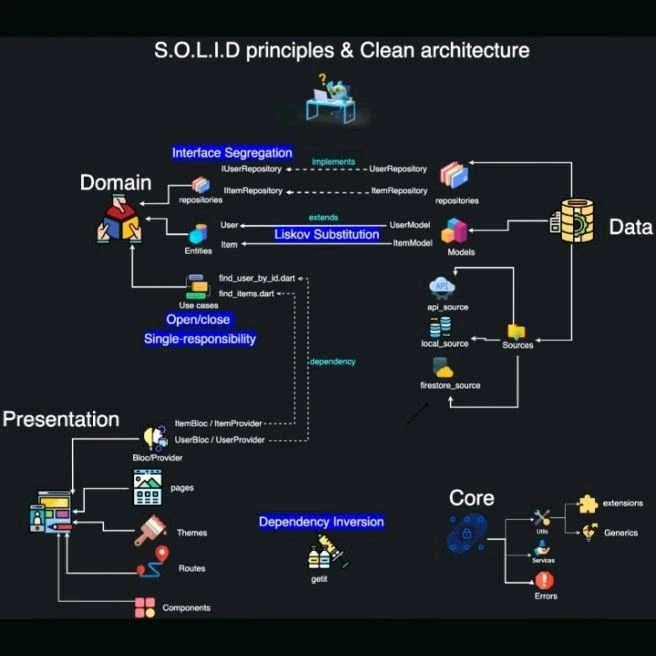 S.O.L.I.D principles & Clean architecture
?
Interface Segregation
implements
IUserRepository
UserRepository
Domain
IItemRepository
ItemRepository
repositories
repositories
Data
extends
User
UserModel
Liskov Substitution
Item
ItemModel
Entities
Models
find_user_by_id.dart
find_items.dart
API
Use cases
api_source
Open/close
Single-responsibility
local_source
Sources
dependency
firestore_source
Presentation
ItemBloc / ItemProvider
UserBloc / UserProvider
Bloc/Provider
pages
Themes
Routes
Components
Dependency Inversion
getit
Core
extensions
Utils
Generics
Services
Errors